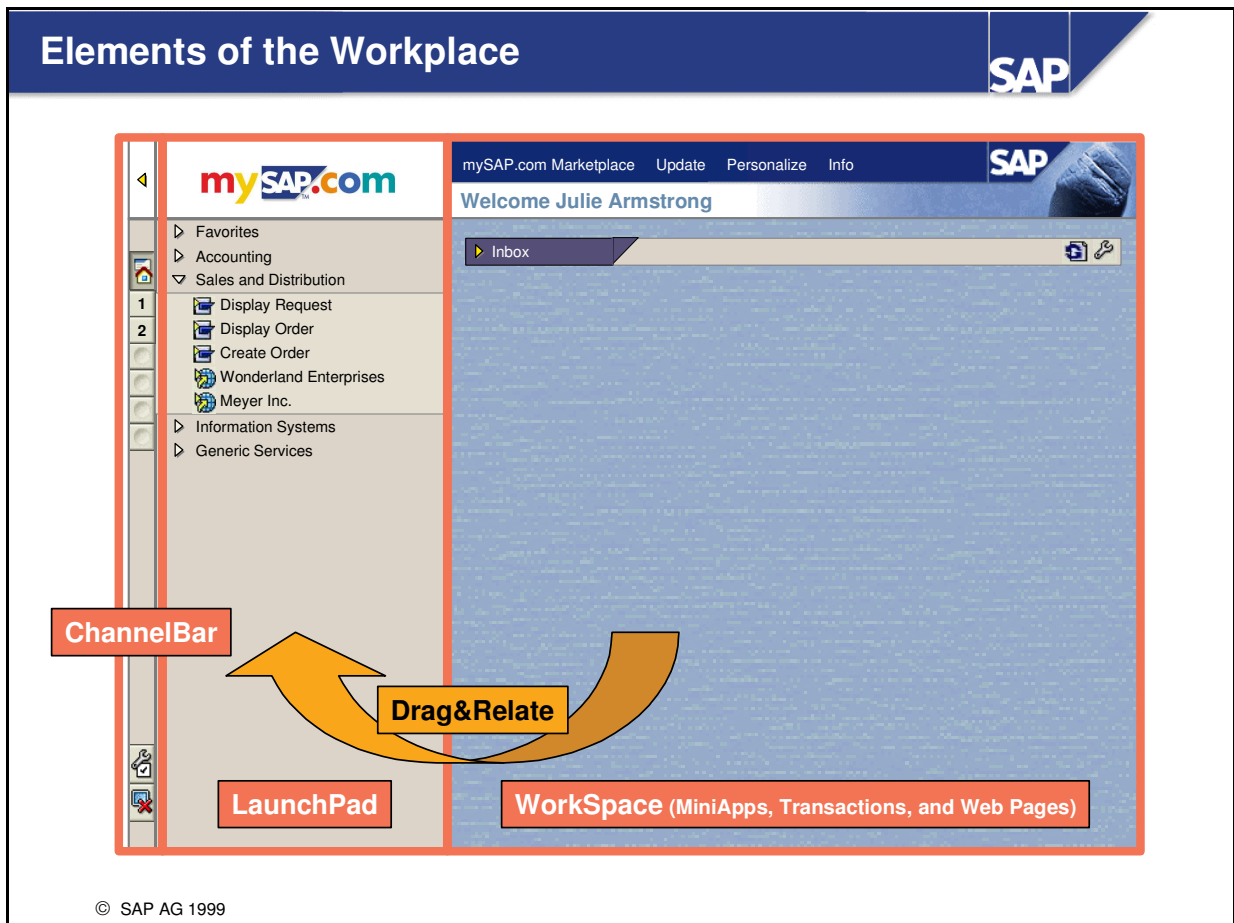 Elements of the Workplace
SAP
mySAP.com
TM
mySAP.com Marketplace Update Personalize Info
SAP
Welcome Julie Armstrong
Favorites
Accounting
Sales and Distribution
Display Request
Display Order
Create Order
Wonderland Enterprises
Meyer Inc.
Information Systems
Generic Services
1
2
Inbox
ChannelBar
Drag&Relate
LaunchPad
WorkSpace (MiniApps, Transactions, and Web Pages)
© SAP AG 1999